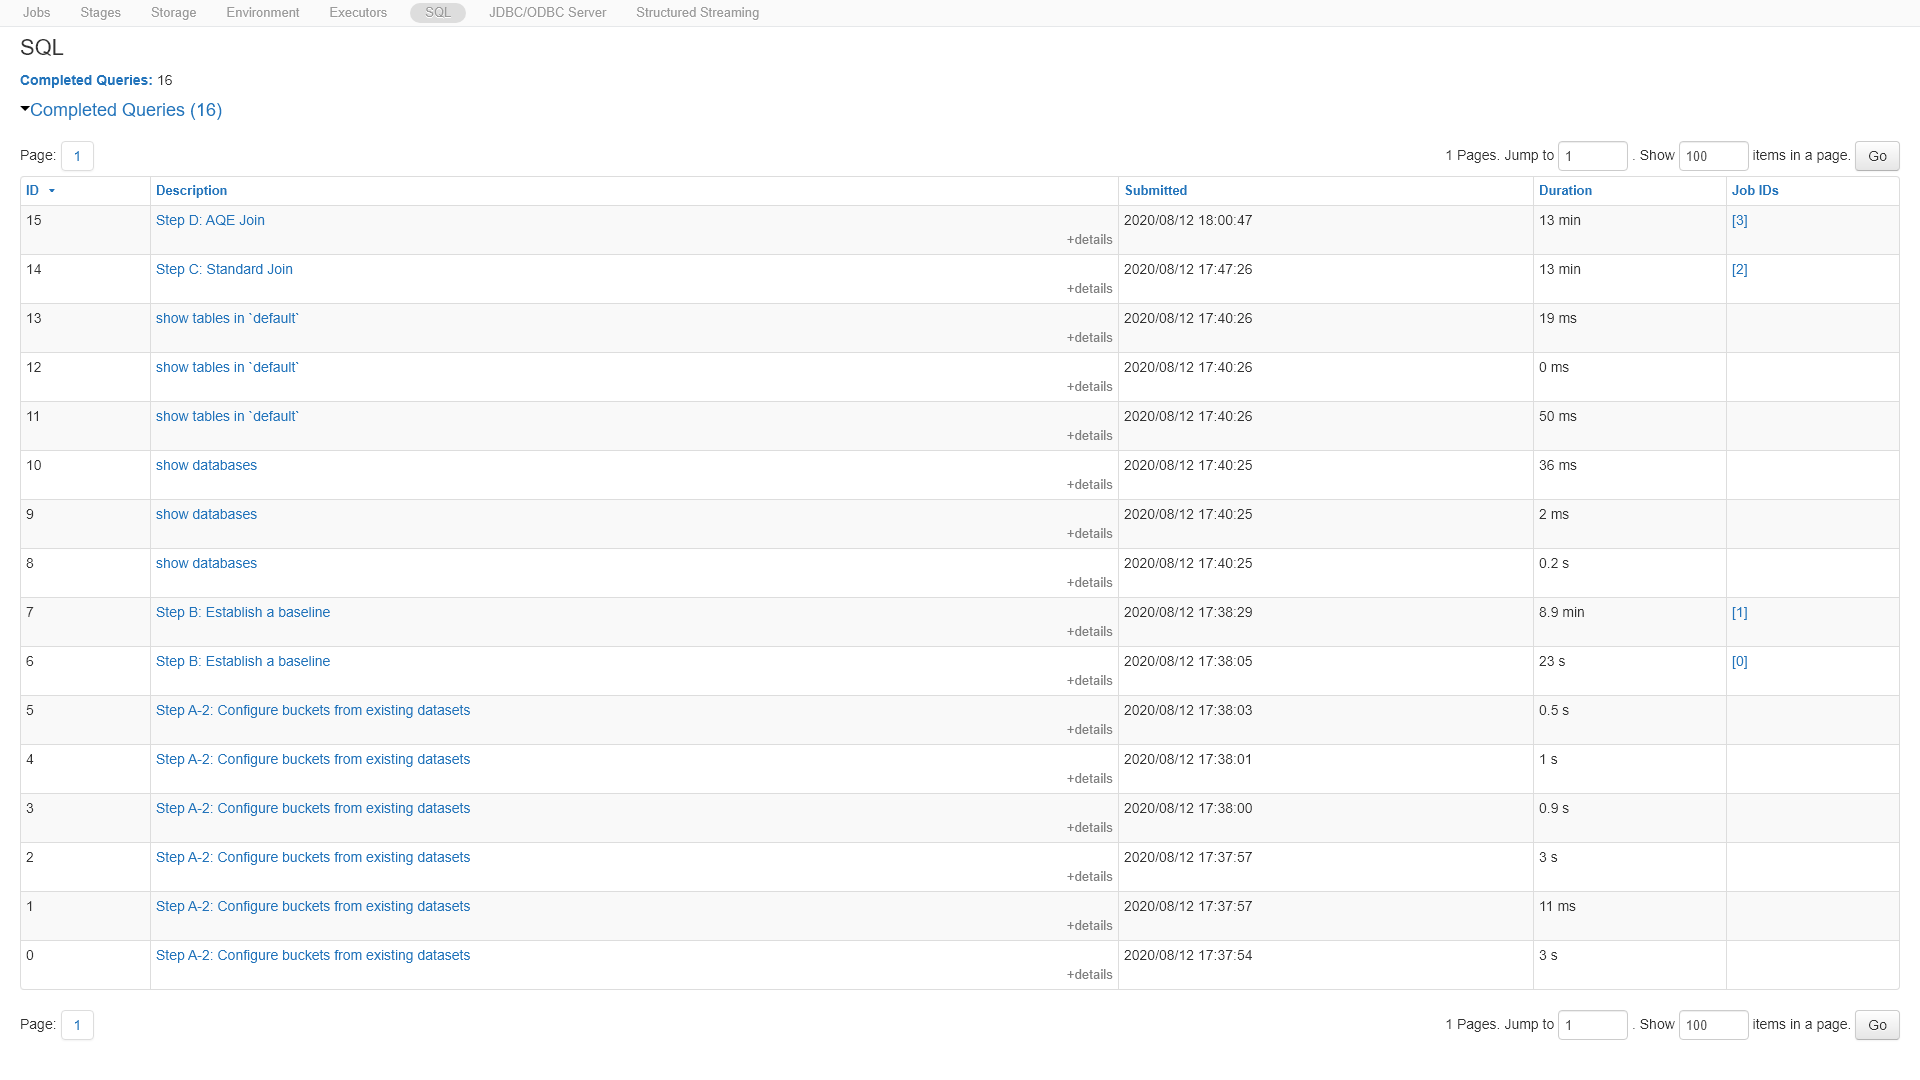 Jobs Stages Storage Environment Executors SQL JDBC/ODBC Server Structured Streaming
SQL
Completed Queries: 16
Completed Queries (16)
Page: 1 1 Pages. Jump to 1 . Show 100 items in a page. Go
ID Description Submitted Duration Job IDs
15 Step D: AQE Join 2020/08/12 18:00:47 13 min [3]
+details
14 Step C: Standard Join 2020/08/12 17:47:26 13 min [2]
+details
13 show tables in `default` 2020/08/12 17:40:26 19 ms
+details
12 show tables in `default` 2020/08/12 17:40:26 0 ms
+details
11 show tables in `default` 2020/08/12 17:40:26 50 ms
+details
10 show databases 2020/08/12 17:40:25 36 ms
+details
9 show databases 2020/08/12 17:40:25 2 ms
+details
8 show databases 2020/08/12 17:40:25 0.2 s
+details
7 Step B: Establish a baseline 2020/08/12 17:38:29 8.9 min [1]
+details
6 Step B: Establish a baseline 2020/08/12 17:38:05 23 s [0]
+details
5 Step A-2: Configure buckets from existing datasets 2020/08/12 17:38:03 0.5 s
+details
4 Step A-2: Configure buckets from existing datasets 2020/08/12 17:38:01 1 s
+details
3 Step A-2: Configure buckets from existing datasets 2020/08/12 17:38:00 0.9 s
+details
2 Step A-2: Configure buckets from existing datasets 2020/08/12 17:37:57 3 s
+details
1 Step A-2: Configure buckets from existing datasets 2020/08/12 17:37:57 11 ms
+details
0 Step A-2: Configure buckets from existing datasets 2020/08/12 17:37:54 3 s
+details
Page: 1 1 Pages. Jump to 1 . Show 100 items in a page. Go